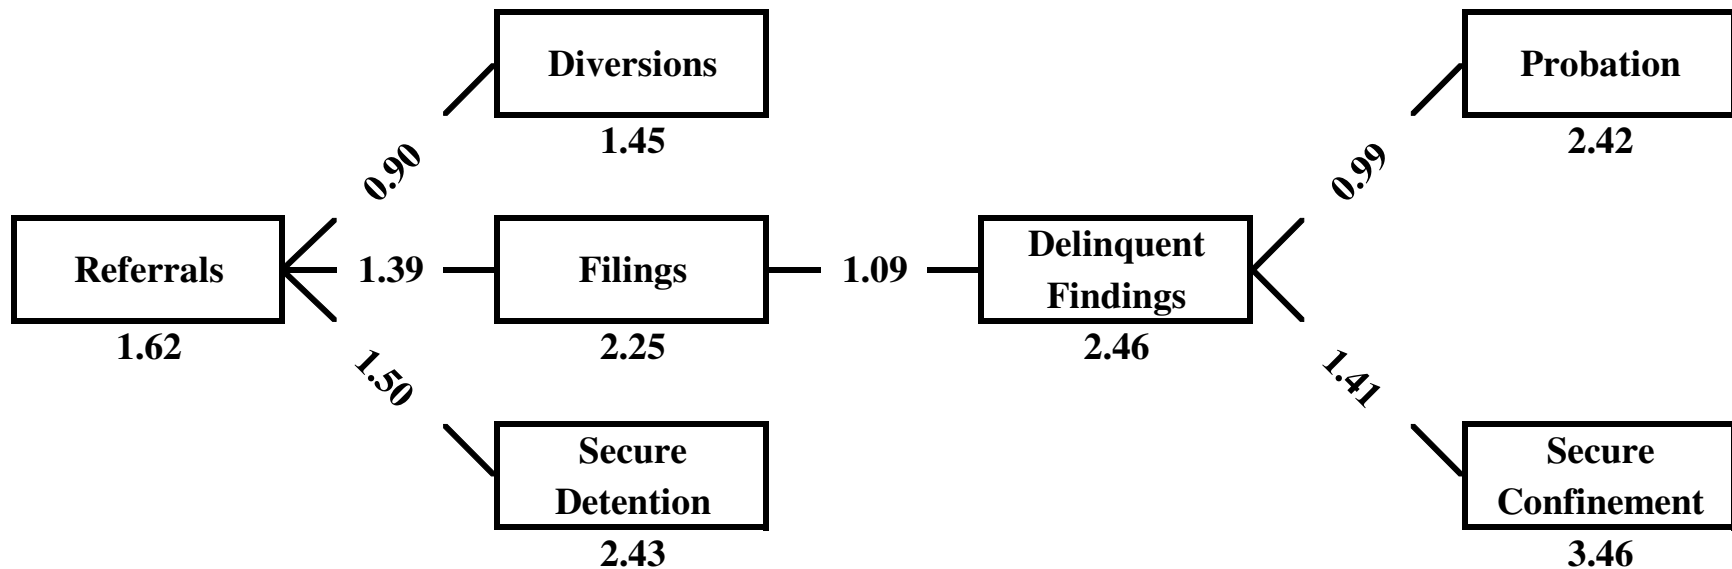 Diversions
1.45
Probation
2.42
0.90
0.99
Referrals
1.62
1.39
Filings
2.25
1.09
Delinquent
Findings
2.46
1.50
1.41
Secure
Detention
2.43
Secure
Confinement
3.46